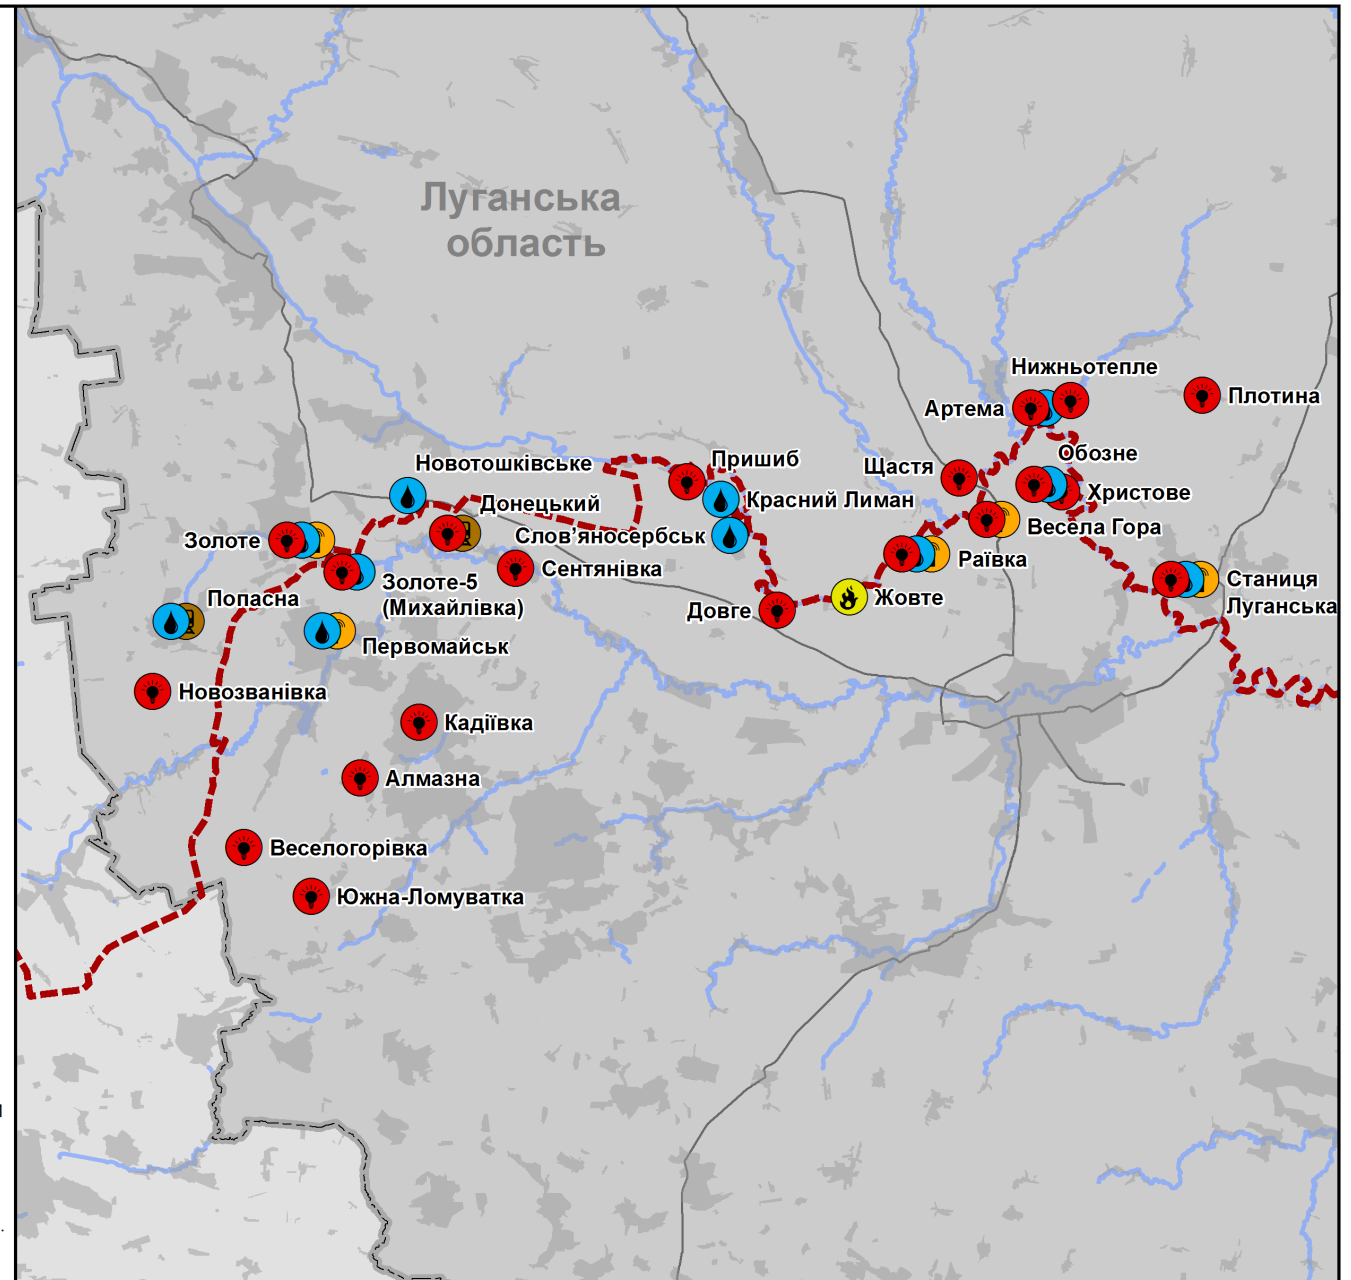 Луганська
область
Нижньотепле
Плотина
Артема
Обозне
Пришиб
Новотошківське
Щастя
Христове
Красний Лиман
Донецький
Весела Гора
Слов’яносербськ
Золоте
Раївка
Сентянівка
Станиця
Луганська
Золоте-5
(Михайлівка)
Попасна
Жовте
Довге
Первомайськ
Новозванівка
Кадіївка
Алмазна
Веселогорівка
Южна-Ломуватка